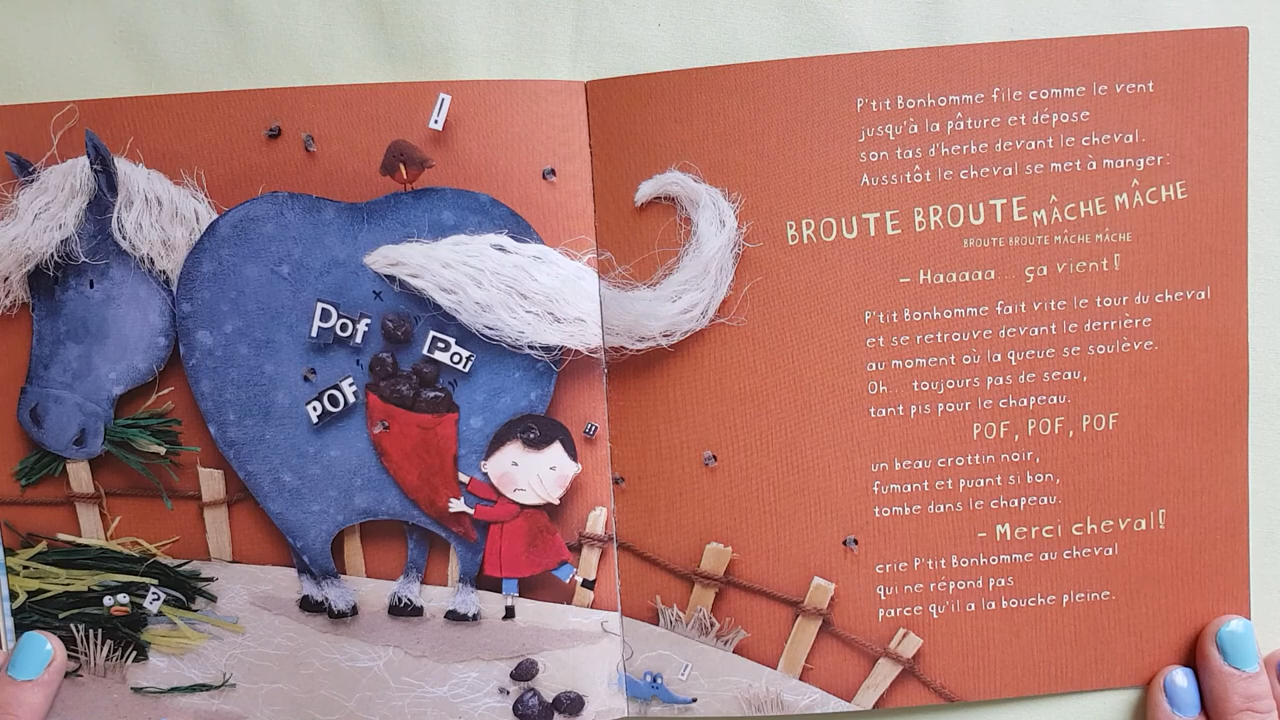 !
Pof
Pof
POF
!!
?
!
P'tit Bonhomme file comme le vent
jusqu'à la pâture et dépose
son tas d'herbe devant le cheval.
Aussitôt le cheval se met à manger:
BROUTE BROUTE MÂCHE MÂCHE
BROUTE BROUTE MÂCHE MÂCHE
– Haaaaa... ça vient!
P'tit Bonhomme fait vite le tour du cheval
et se retrouve devant le derrière
au moment où la queue se soulève.
Oh... toujours pas de seau,
tant pis pour le chapeau.
POF, POF, POF
un beau crottin noir,
fumant et puant si bon,
tombe dans le chapeau.
– Merci cheval!
crie P'tit Bonhomme au cheval
qui ne répond pas
parce qu'il a la bouche pleine.